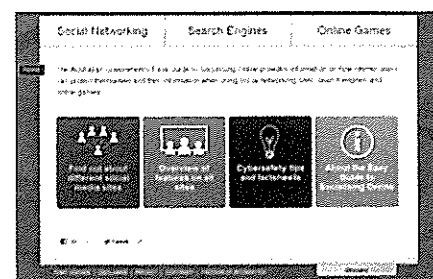 Social Networking
Search Engines
Online Games
The Australian Government's Easy Guide to Socialising Online provides information on how internet users
can protect themselves and their information when using social networking sites, search engines and
online games.
Find out about
different social
media sites
Overview of
features on all
sites
Cybersafety tips
and factsheets
About the Easy
Guide to
Socialising Online